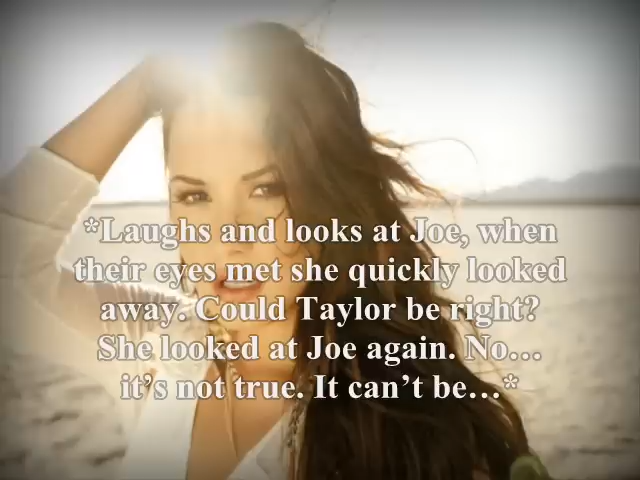 *Laughs and looks at Joe, when
their eyes met she quickly looked
away. Could Taylor be right?
She looked at Joe again. No…
it’s not true. It can’t be…*